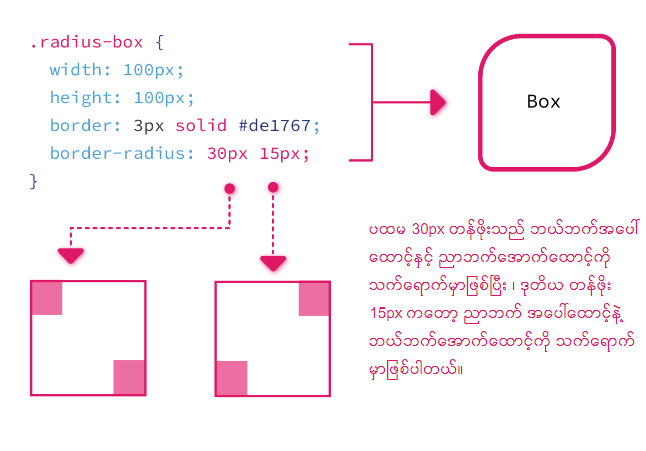 .radius-box {
width: 100px;
height: 100px;
border: 3px solid #de1767;
border-radius: 30px 15px;
}
Box
ပထမ 30px တန်ဖိုးသည် ဘယ်ဘက်အပေါ်
ထောင့်နှင့် ညာဘက်အောက်ထောင့်ကို
သက်ရောက်မှာဖြစ်ပြီး ၊ ဒုတိယ တန်ဖိုး
15px ကတော့ ညာဘက် အပေါ်ထောင့်နဲ့
ဘယ်ဘက်အောက်ထောင့်ကို သက်ရောက်
မှာဖြစ်ပါတယ်။